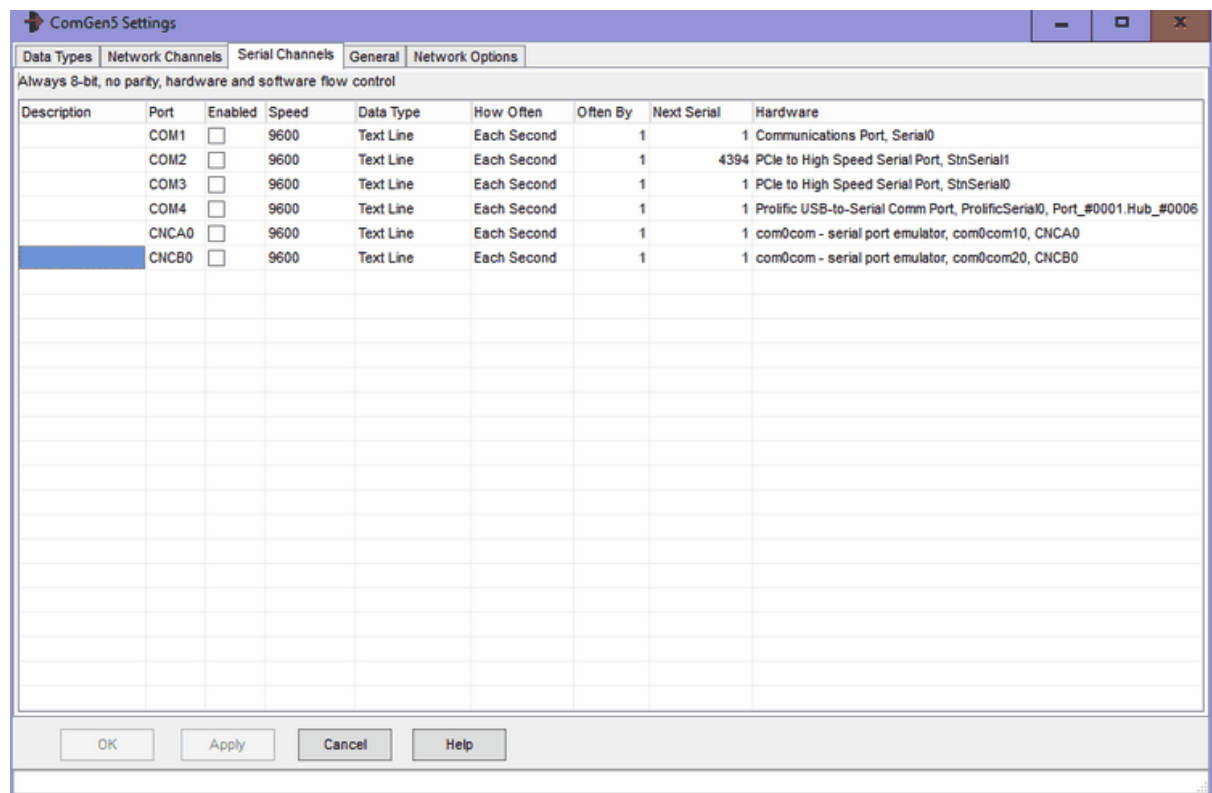 ComGen5 Settings
Data Types Network Channels Serial Channels General Network Options
Always 8-bit, no parity, hardware and software flow control
Description Port Enabled Speed Data Type How Often Often By Next Serial Hardware
COM1 9600 Text Line Each Second 1 1 Communications Port, Serial0
COM2 9600 Text Line Each Second 1 4394 PCIe to High Speed Serial Port, StnSerial1
COM3 9600 Text Line Each Second 1 1 PCIe to High Speed Serial Port, StnSerial0
COM4 9600 Text Line Each Second 1 1 Prolific USB-to-Serial Comm Port, ProlificSerial0, Port_#0001.Hub_#0006
CNCA0 9600 Text Line Each Second 1 1 com0com - serial port emulator, com0com10, CNCA0
CNCB0 9600 Text Line Each Second 1 1 com0com - serial port emulator, com0com20, CNCB0
OK Apply Cancel Help